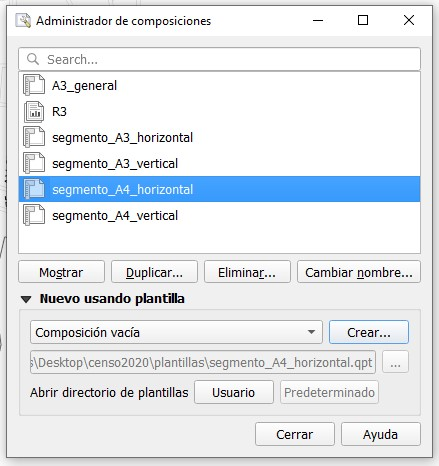 Administrador de composiciones
Search...
A3_general
R3
segmento_A3_horizontal
segmento_A3_vertical
segmento_A4_horizontal
segmento_A4_vertical
Mostrar Duplicar... Eliminar... Cambiar nombre...
Nuevo usando plantilla
Composición vacía Crear...
s\Desktop\censo2020\plantillas\segmento_A4_horizontal.qpt ...
Abrir directorio de plantillas Usuario Predeterminado
Cerrar Ayuda